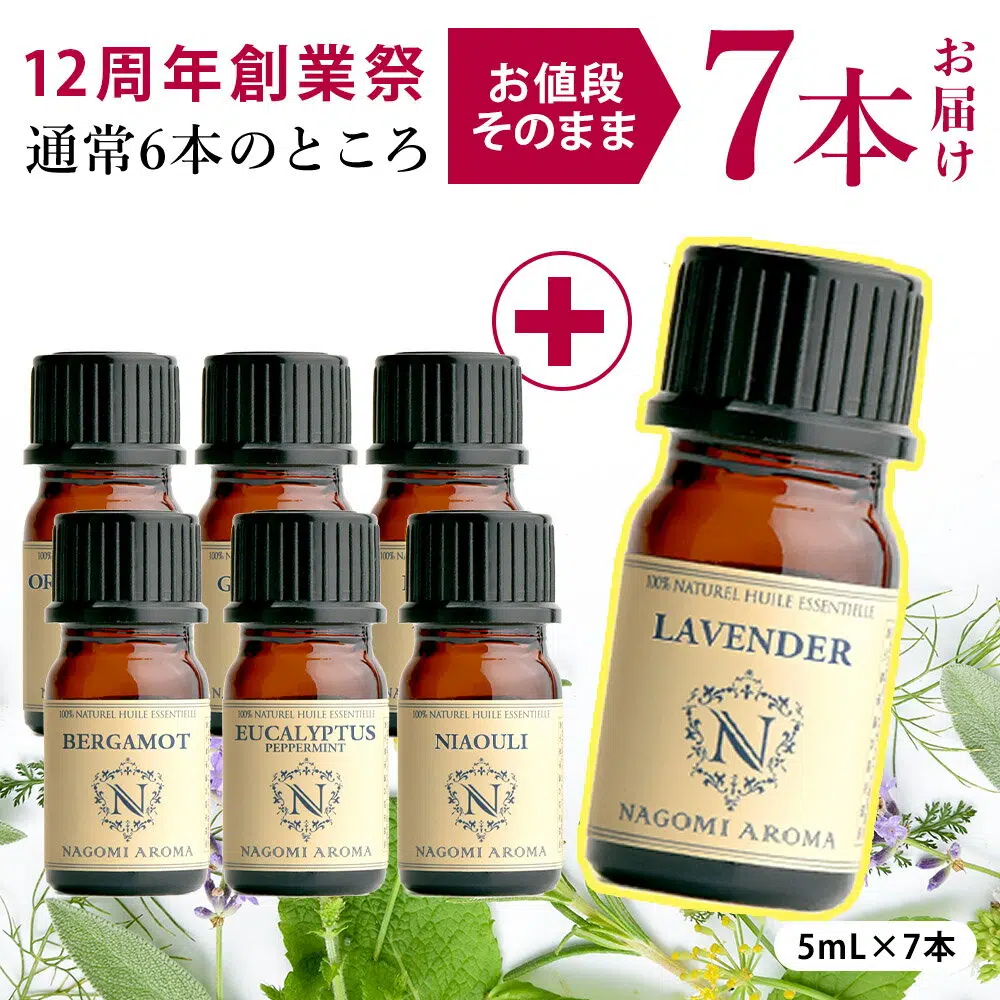 12周年創業祭
通常6本のところ
お値段
そのまま
7本
お届け
100% NATUREL HUILE ESSENTIELLE
LAVENDER
N
NAGOMI AROMA
100% NATUREL HUILE ESSENTIELLE
BERGAMOT
N
NAGOMI AROMA
100% NATUREL HUILE ESSENTIELLE
EUCALYPTUS
PEPPERMINT
N
NAGOMI AROMA
100% NATUREL HUILE ESSENTIELLE
NIAOULI
N
NAGOMI AROMA
5mL×7本